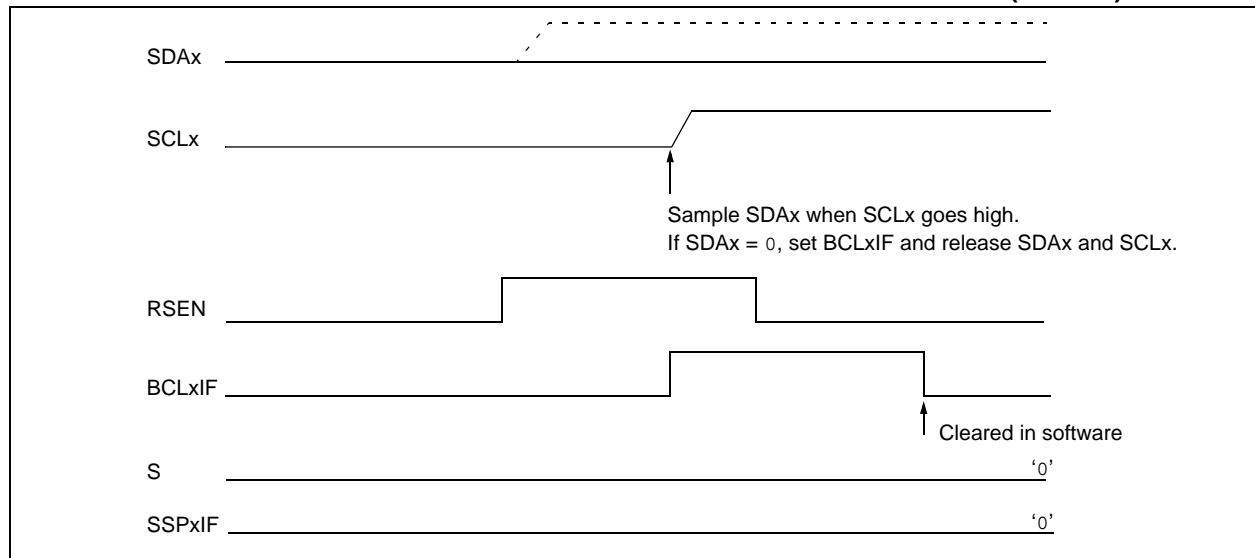 SDAx
SCLx
Sample SDAx when SCLx goes high.
If SDAx = 0, set BCLxIF and release SDAx and SCLx.
RSEN
BCLxIF
Cleared in software
S
‘0’
SSPxIF
‘0’